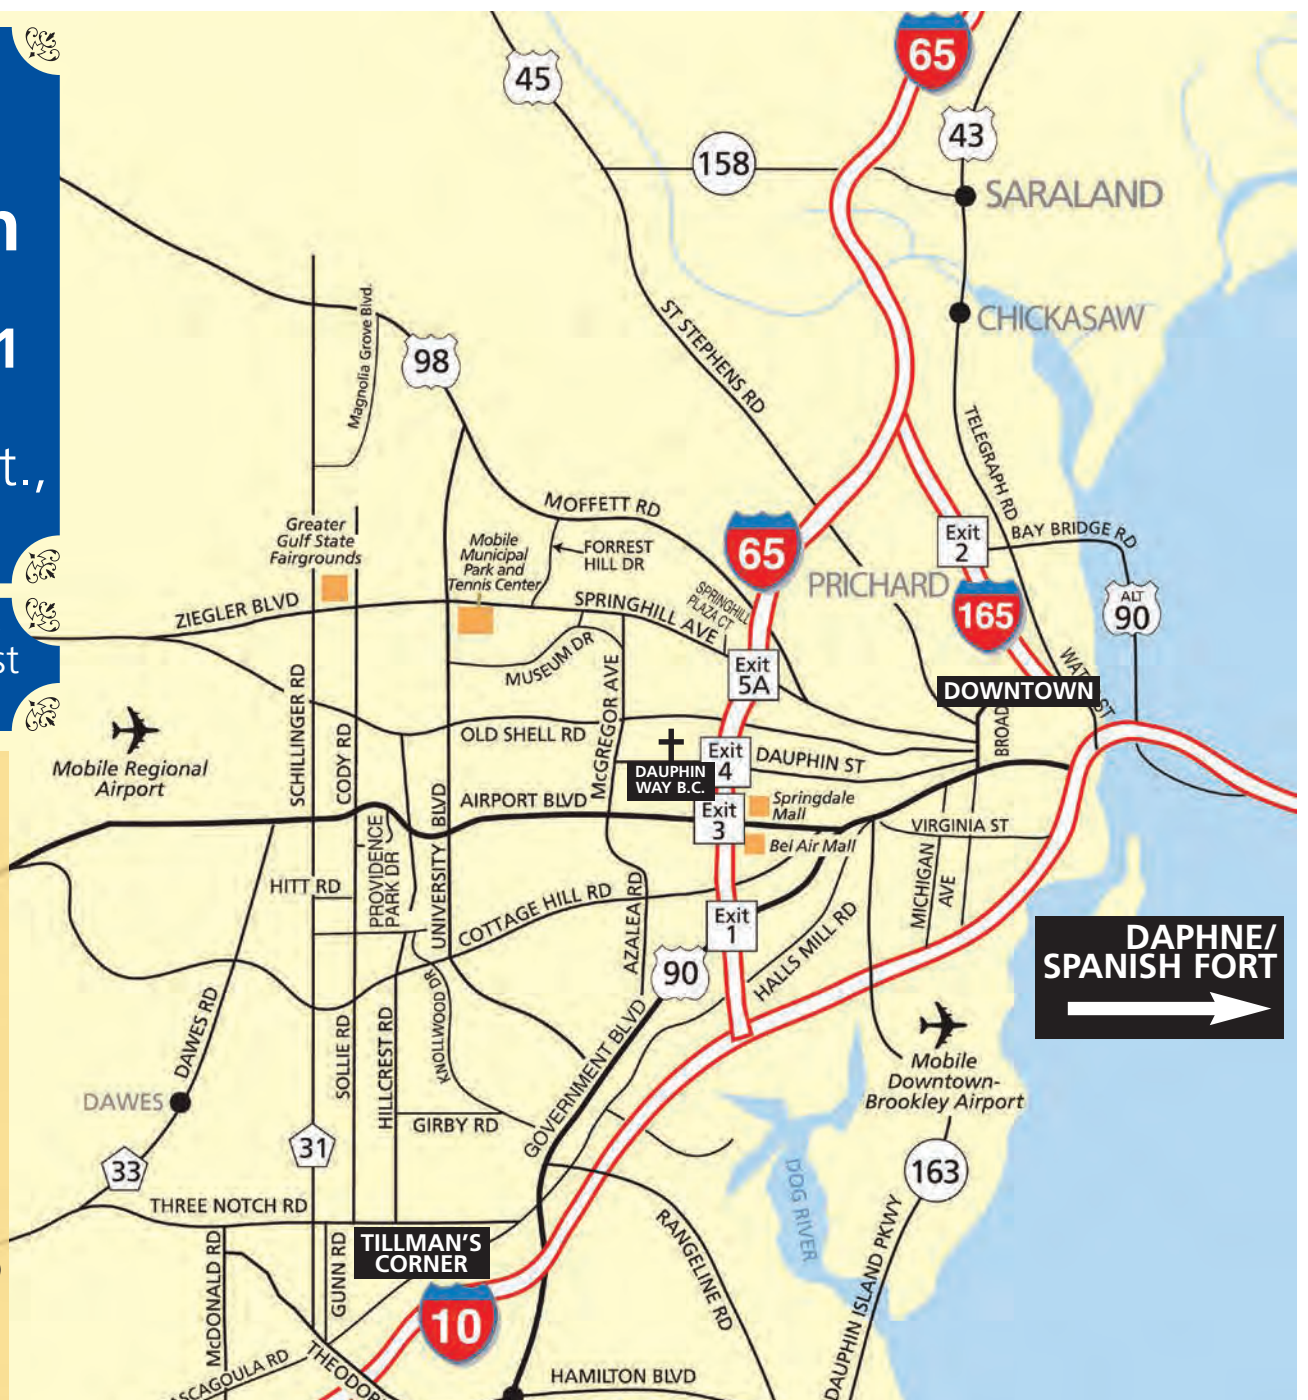 65
45
43
158
SARALAND
n
CHICKASAW
1
Magnolia Grove Blvd.
98
ST STEPHENS RD
t.,
TELEGRAPH RD
MOFFETT RD
Greater
Gulf State
Fairgrounds
Mobile
Municipal
Park and
Tennis Center
FORREST
HILL DR
65
Exit
2
BAY BRIDGE RD
PRICHARD
165
ALT
90
ZIEGLER BLVD
SPRINGHILL AVE
SPRINGHILL
PLAZA CT
MUSEUM DR
st
Exit
5A
DOWNTOWN
SCHILLINGER RD
CODY RD
McGREGOR AVE
OLD SHELL RD
BROAD
Mobile Regional
Airport
DAUPHIN
WAY B.C.
Exit
4
DAUPHIN ST
AIRPORT BLVD
Springdale
Mall
Exit
3
Bel Air Mall
VIRGINIA ST
UNIVERSITY BLVD
PROVIDENCE
PARK DR
HITT RD
COTTAGE HILL RD
AZALEA RD
MICHIGAN
AVE
Exit
1
DAPHNE/
SPANISH FORT
90
HALLS MILL RD
DAWES RD
KNOLLWOOD DR
SOLLIE RD
HILLCREST RD
GOVERNMENT BLVD
Mobile
Downtown-
Brookley Airport
DAWES
GIRBY RD
31
33
163
DOG RIVER
THREE NOTCH RD
RANGELINE RD
DAUPHIN ISLAND PKWY
TILLMAN'S
CORNER
McDONALD RD
GUNN RD
10
ASCAGOULA RD
THEODOR
HAMILTON BLVD